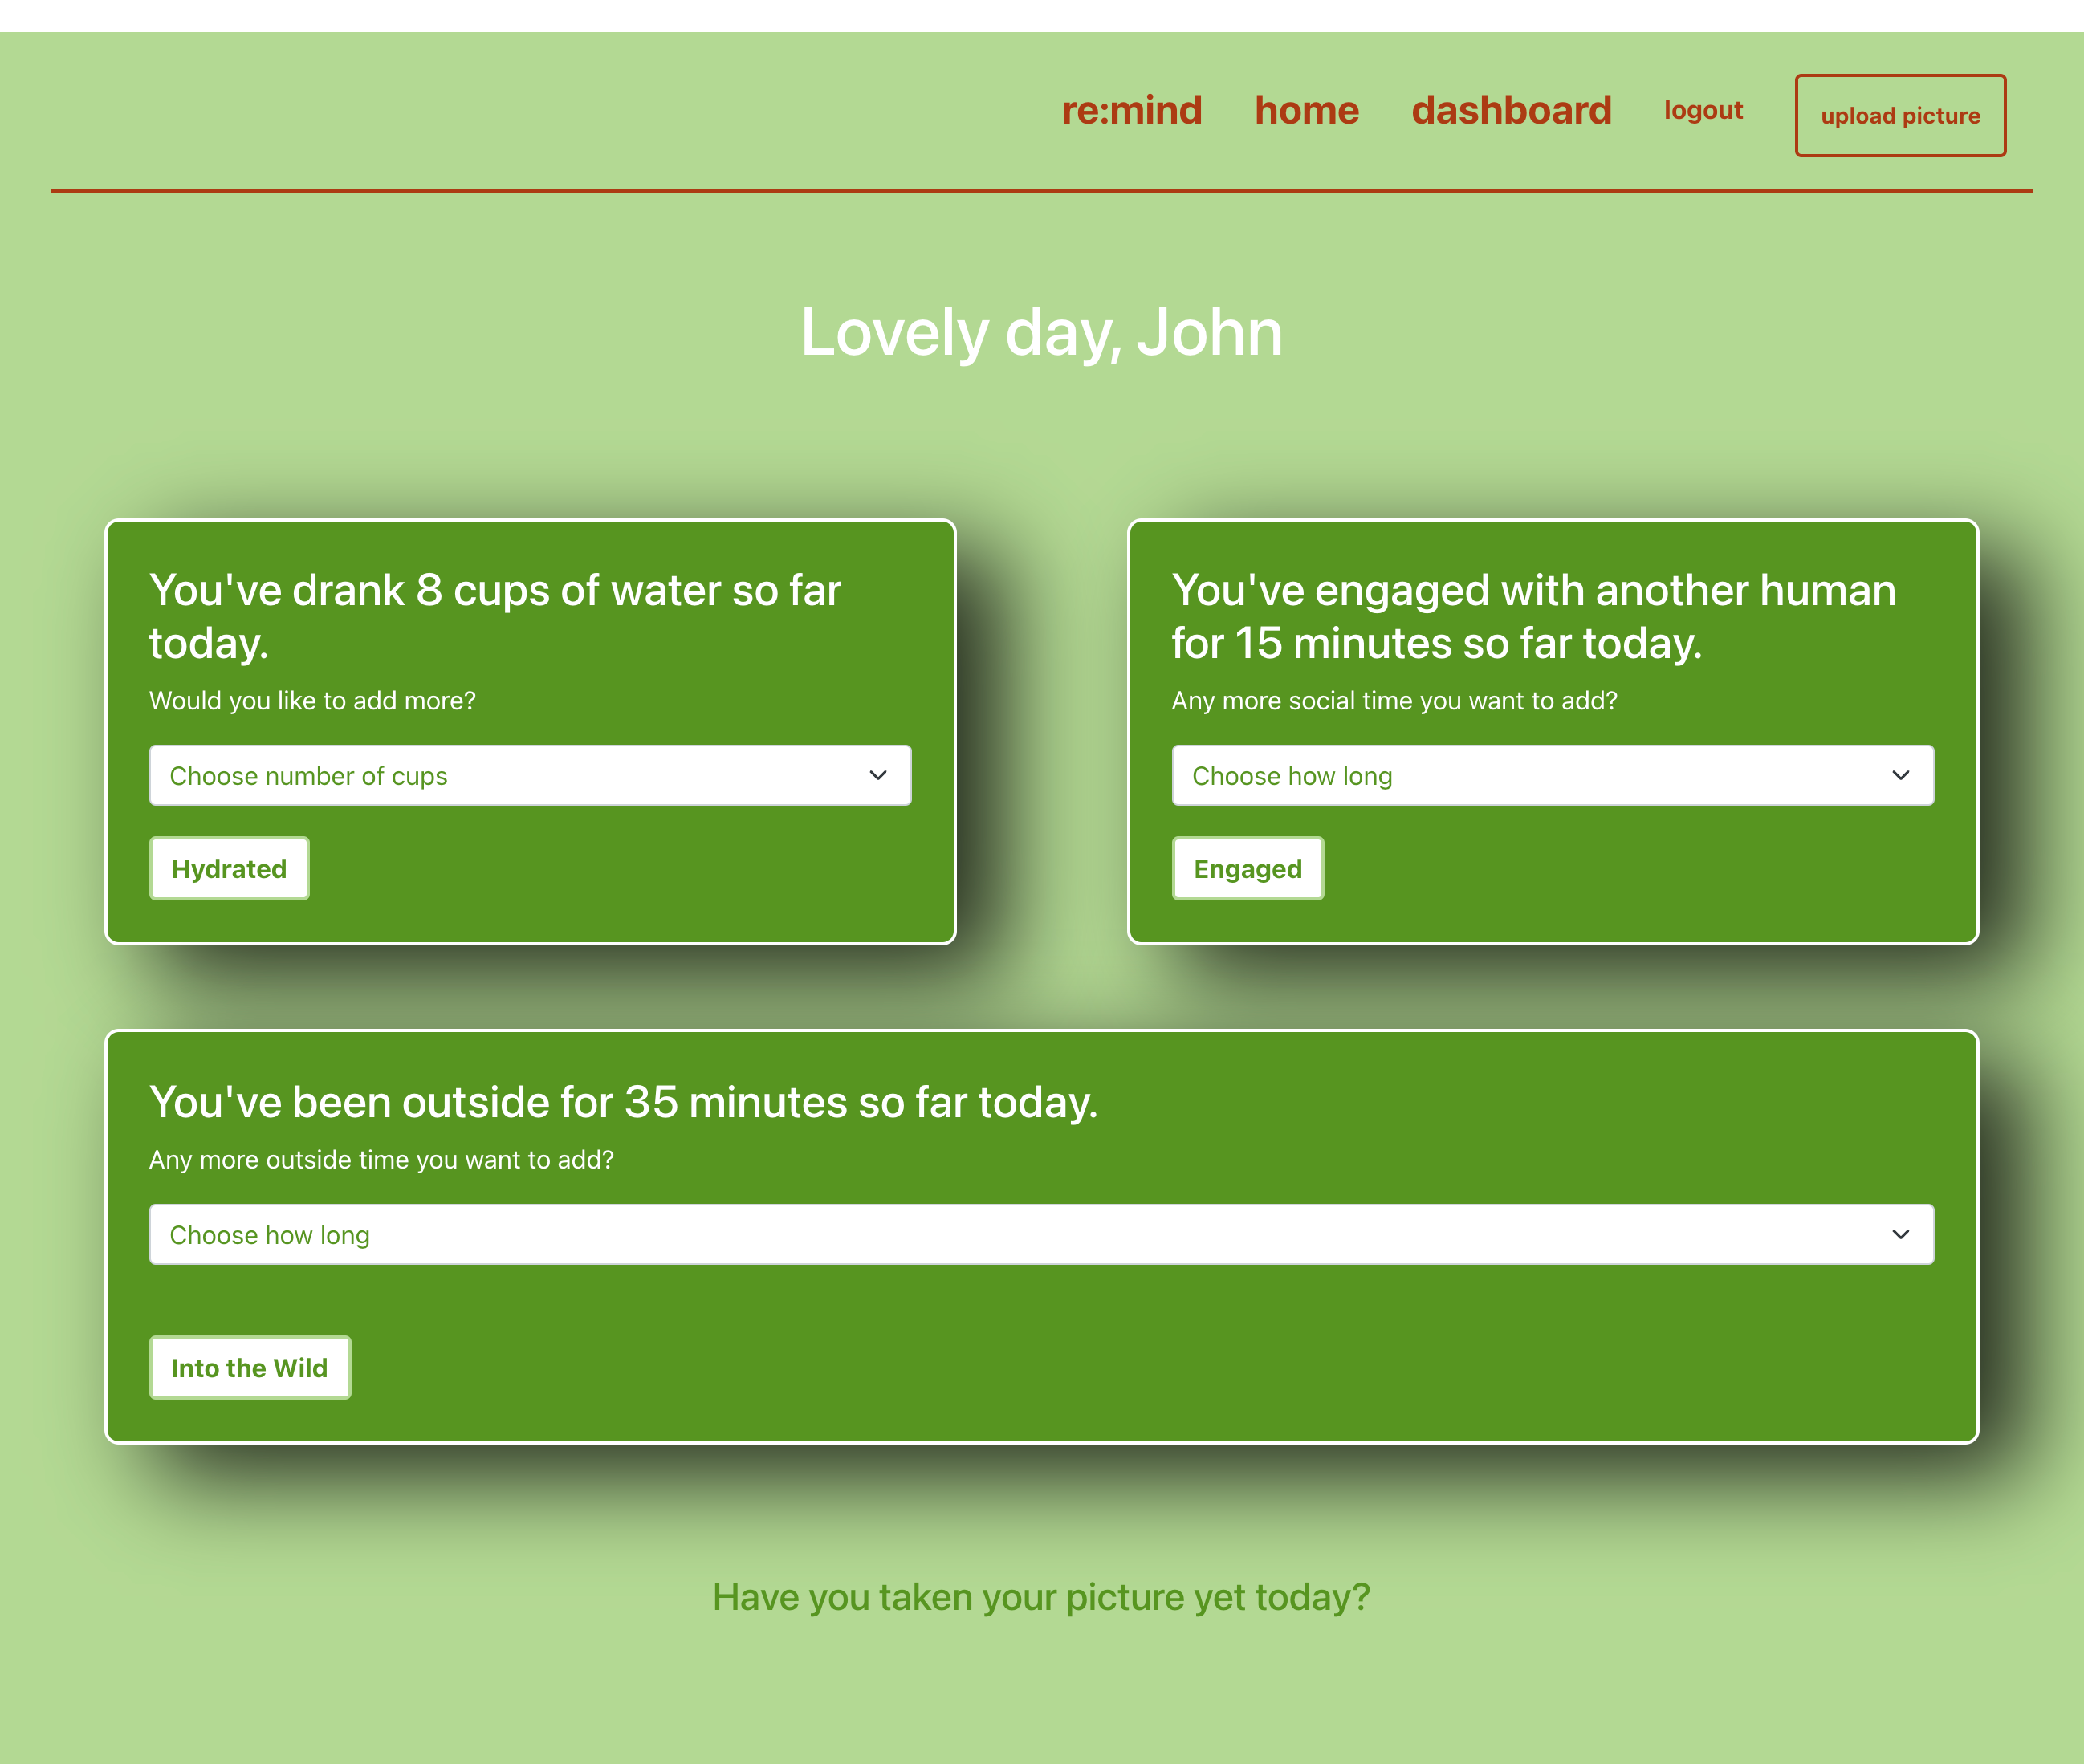 re:mind home dashboard logout upload picture
Lovely day, John
You've drank 8 cups of water so far
today.
Would you like to add more?
Choose number of cups
Hydrated
You've engaged with another human
for 15 minutes so far today.
Any more social time you want to add?
Choose how long
Engaged
You've been outside for 35 minutes so far today.
Any more outside time you want to add?
Choose how long
Into the Wild
Have you taken your picture yet today?